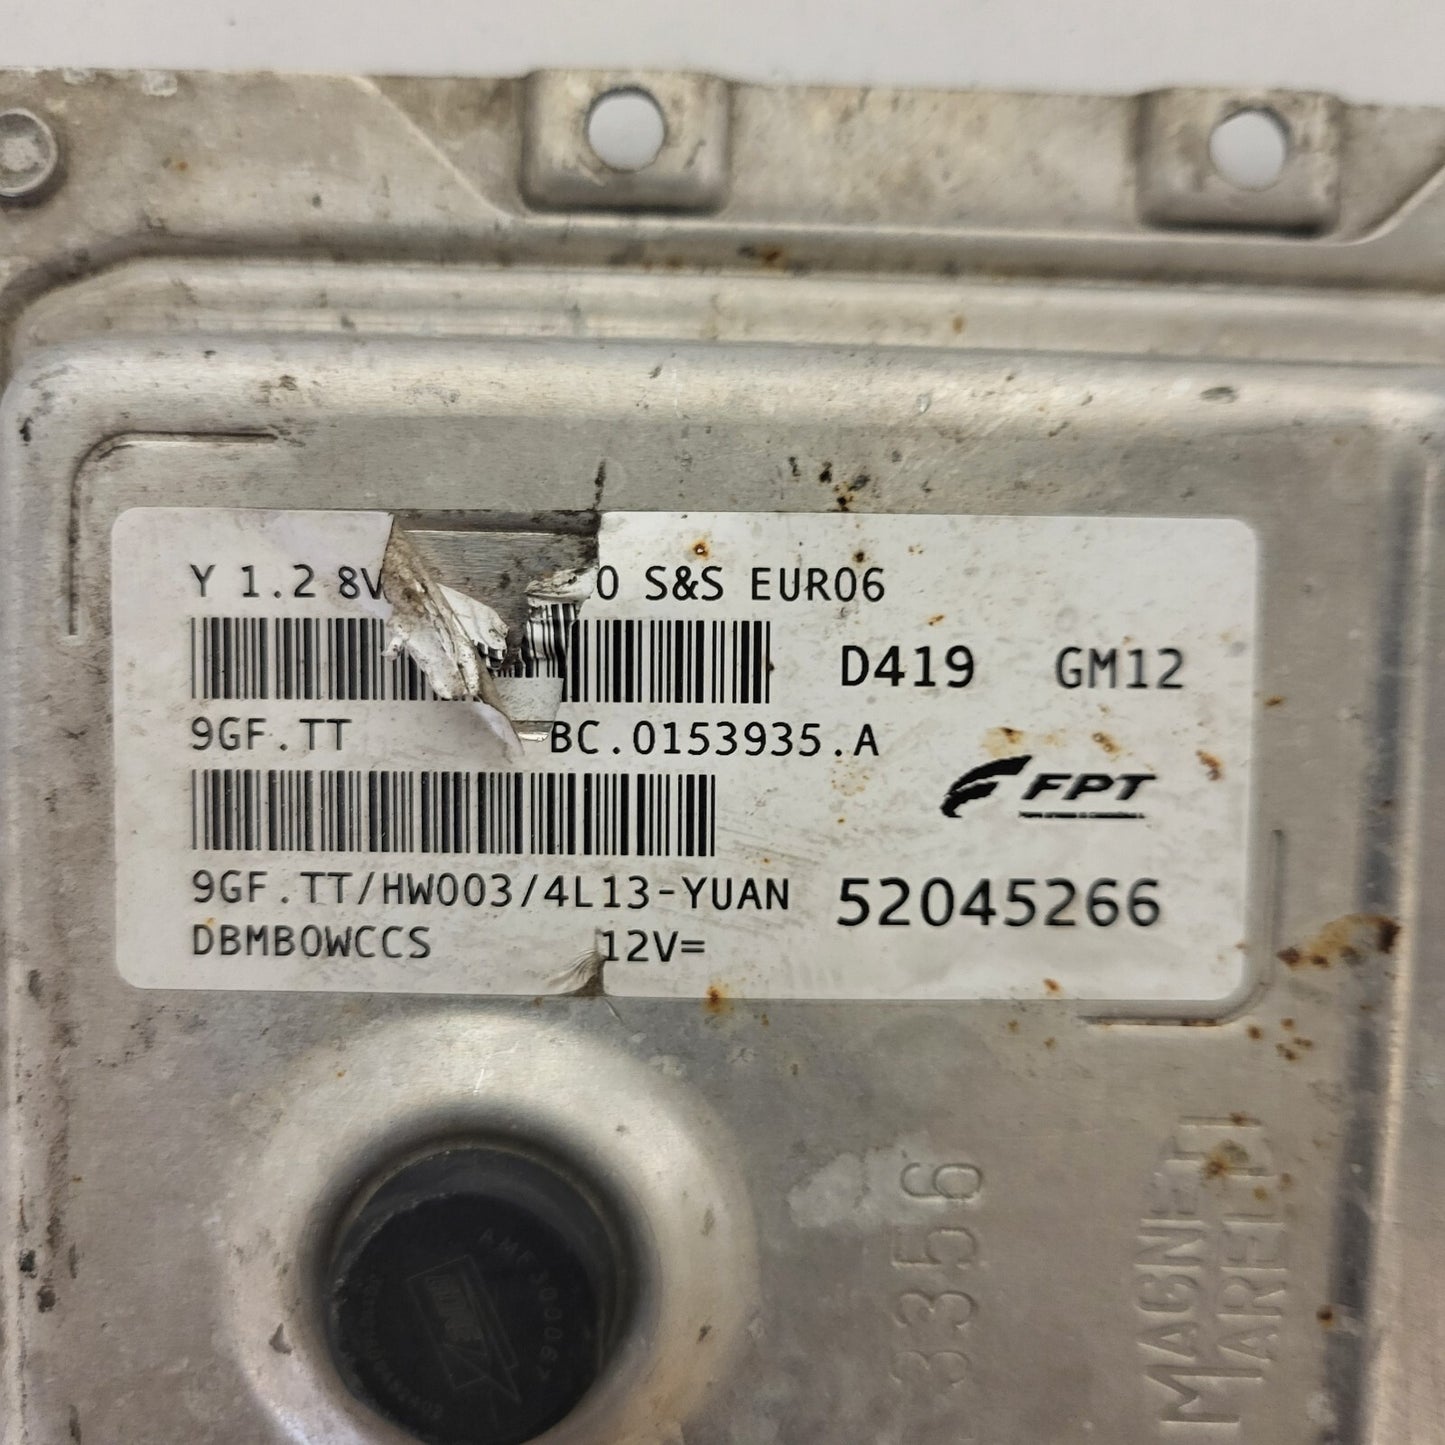 Y 1.2 8V 0 S&S EURO6
D419 GM12
9GF.TT BC.0153935.A
FPT
9GF.TT/HW003/4L13-YUAN 52045266
DBMBOWCCS 12V=
3356
MAGNETI
MARELLI